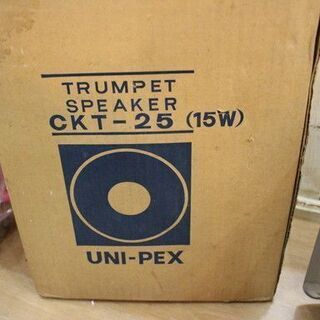 TRUMPET
SPEAKER
CKT-25 (15W)
UNI-PEX